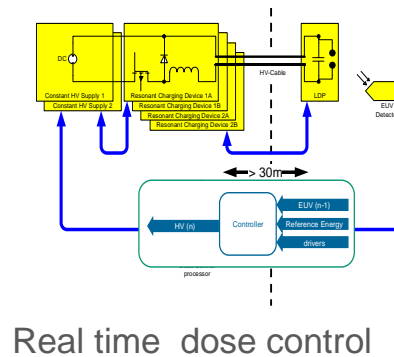 DC
Constant HV Supply 1
Constant HV Supply 2
Resonant Charging Device 1A
Resonant Charging Device 1B
Resonant Charging Device 2A
Resonant Charging Device 2B
HV-Cable
LDP
EUV
Detecto
> 30m
HV (n)
Controller
EUV (n-1)
Reference Energy
drivers
processor
Real time dose control